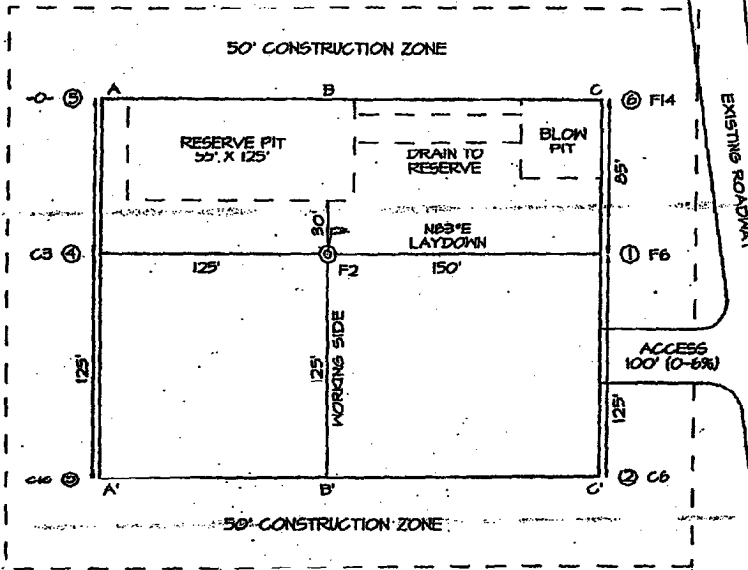 50' CONSTRUCTION ZONE
-0- ⑤ A B C ⑥ F14
RESERVE PIT
55' X 125'
DRAIN TO
RESERVE
BLOW
PIT
85'
EXISTING ROADWAY
30'
N83°E
LAYDOWN
C3 ④ 125' F2 150' ① F6
125'
125'
WORKING SIDE
ACCESS
100' (0-6%)
125'
A' B' C' ② C6
50' CONSTRUCTION ZONE